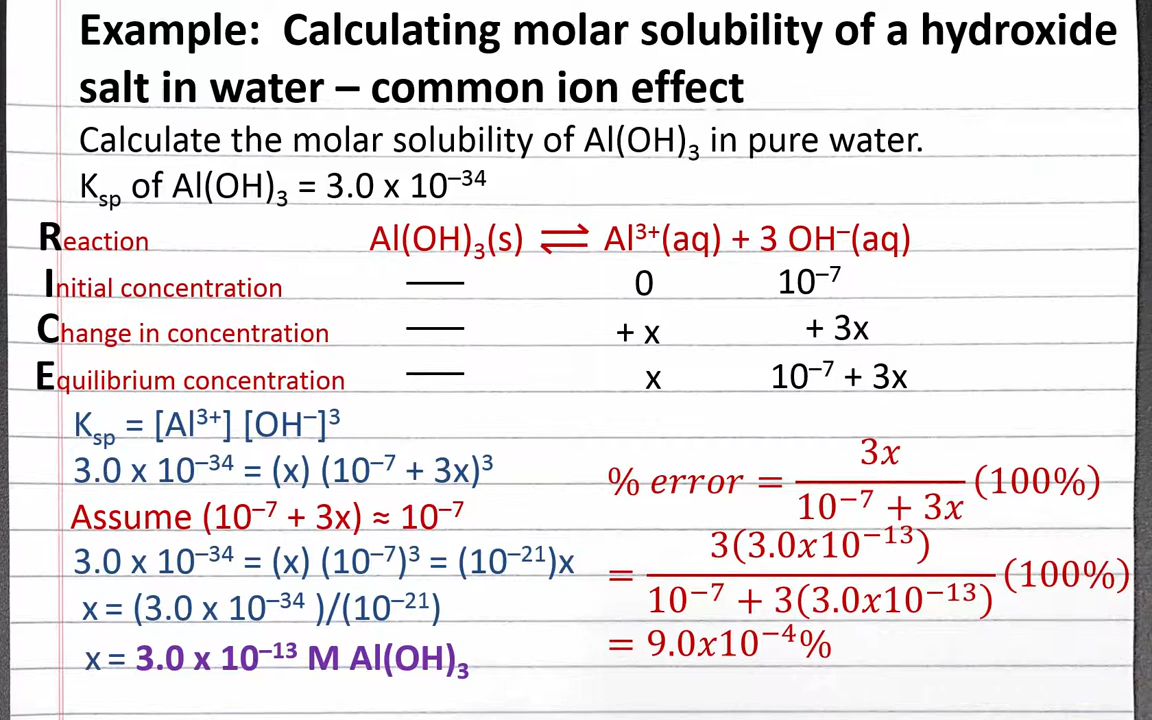 Example: Calculating molar solubility of a hydroxide
salt in water – common ion effect
Calculate the molar solubility of Al(OH)₃ in pure water.
Kₛₚ of Al(OH)₃ = 3.0 x 10⁻³⁴
Reaction Al(OH)₃(s) ⇌ Al³⁺(aq) + 3 OH⁻(aq)
Initial concentration —— 0 10⁻⁷
Change in concentration —— + x + 3x
Equilibrium concentration —— x 10⁻⁷ + 3x
Kₛₚ = [Al³⁺] [OH⁻]³
3.0 x 10⁻³⁴ = (x) (10⁻⁷ + 3x)³
Assume (10⁻⁷ + 3x) ≈ 10⁻⁷
3.0 x 10⁻³⁴ = (x) (10⁻⁷)³ = (10⁻²¹)x
x = (3.0 x 10⁻³⁴ )/(10⁻²¹)
x = 3.0 x 10⁻¹³ M Al(OH)₃
3x
% error = (100%)
10⁻⁷ + 3x
3(3.0x10⁻¹³)
= (100%)
10⁻⁷ + 3(3.0x10⁻¹³)
= 9.0x10⁻⁴%